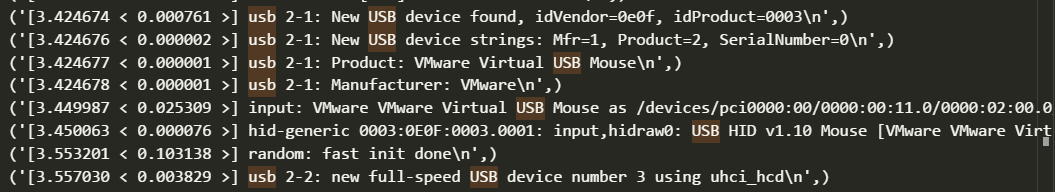 ('[3.424674 < 0.000761 >] usb 2-1: New USB device found, idVendor=0e0f, idProduct=0003\n',)
('[3.424676 < 0.000002 >] usb 2-1: New USB device strings: Mfr=1, Product=2, SerialNumber=0\n',)
('[3.424677 < 0.000001 >] usb 2-1: Product: VMware Virtual USB Mouse\n',)
('[3.424678 < 0.000001 >] usb 2-1: Manufacturer: VMware\n',)
('[3.449987 < 0.025309 >] input: VMware VMware Virtual USB Mouse as /devices/pci0000:00/0000:00:11.0/0000:02:00.0
('[3.450063 < 0.000076 >] hid-generic 0003:0E0F:0003.0001: input,hidraw0: USB HID v1.10 Mouse [VMware VMware Virt
('[3.553201 < 0.103138 >] random: fast init done\n',)
('[3.557030 < 0.003829 >] usb 2-2: new full-speed USB device number 3 using uhci_hcd\n',)